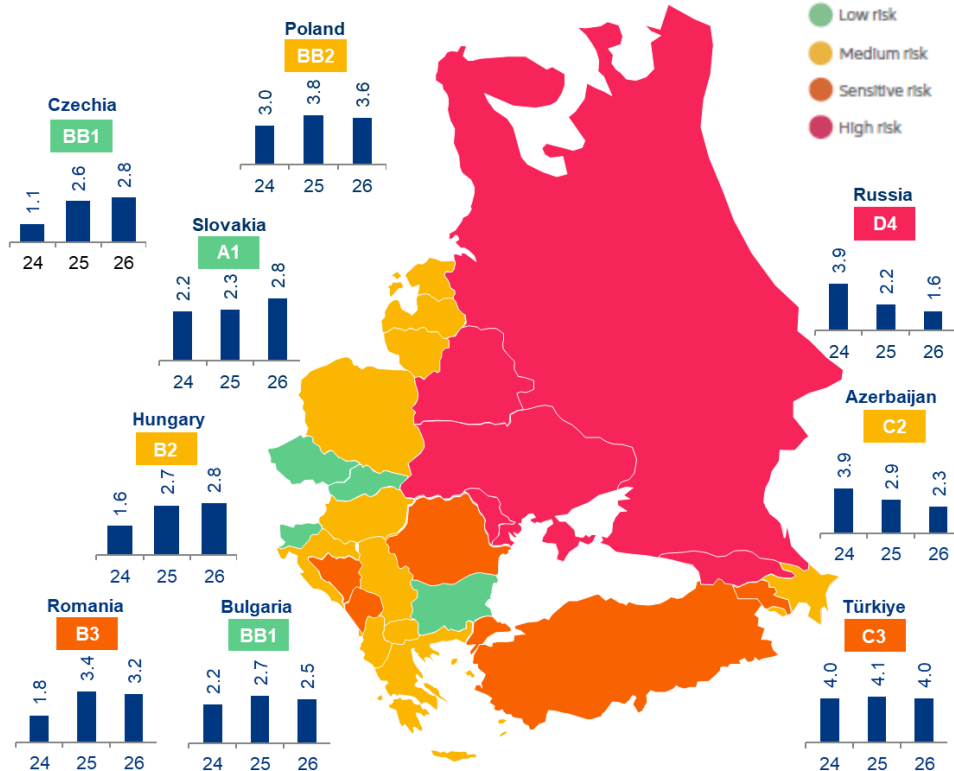 Low risk
Medium risk
Sensitive risk
High risk
Poland
BB2
3.0 3.8 3.6
24 25 26
Czechia
BB1
1.1 2.6 2.8
24 25 26
Slovakia
A1
2.2 2.3 2.8
24 25 26
Russia
D4
3.9 2.2 1.6
24 25 26
Hungary
B2
1.6 2.7 2.8
24 25 26
Azerbaijan
C2
3.9 2.9 2.3
24 25 26
Romania
B3
1.8 3.4 3.2
24 25 26
Bulgaria
BB1
2.2 2.7 2.5
24 25 26
Türkiye
C3
4.0 4.1 4.0
24 25 26